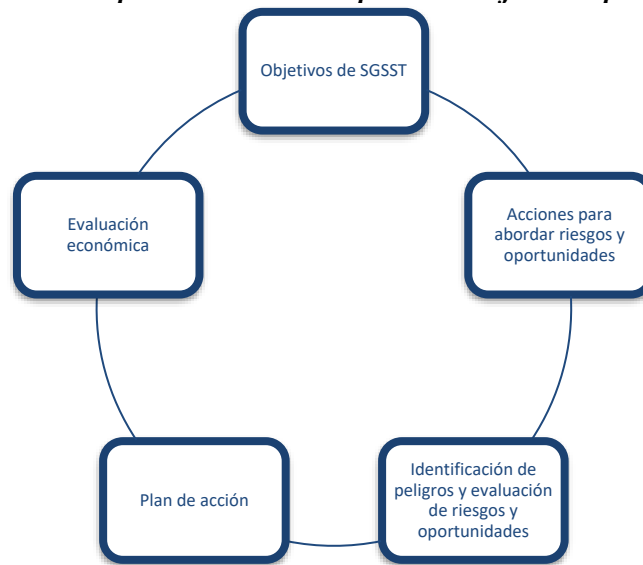 Objetivos de SGSST
Acciones para
abordar riesgos y
oportunidades
Identificación de
peligros y evaluación
de riesgos y
oportunidades
Plan de acción
Evaluación
económica